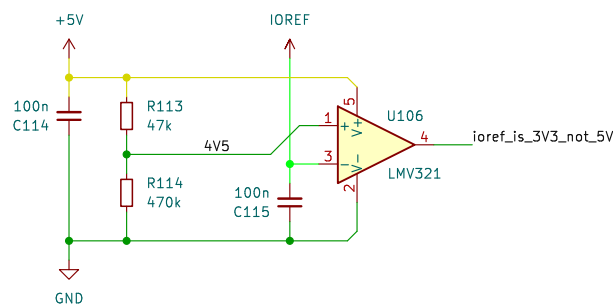 +5V
IOREF
100n
C114
R113
47k
4V5
R114
470k
100n
C115
1
+
3
-
5
V+
V-
2
U106
4
LMV321
ioref_is_3V3_not_5V
GND